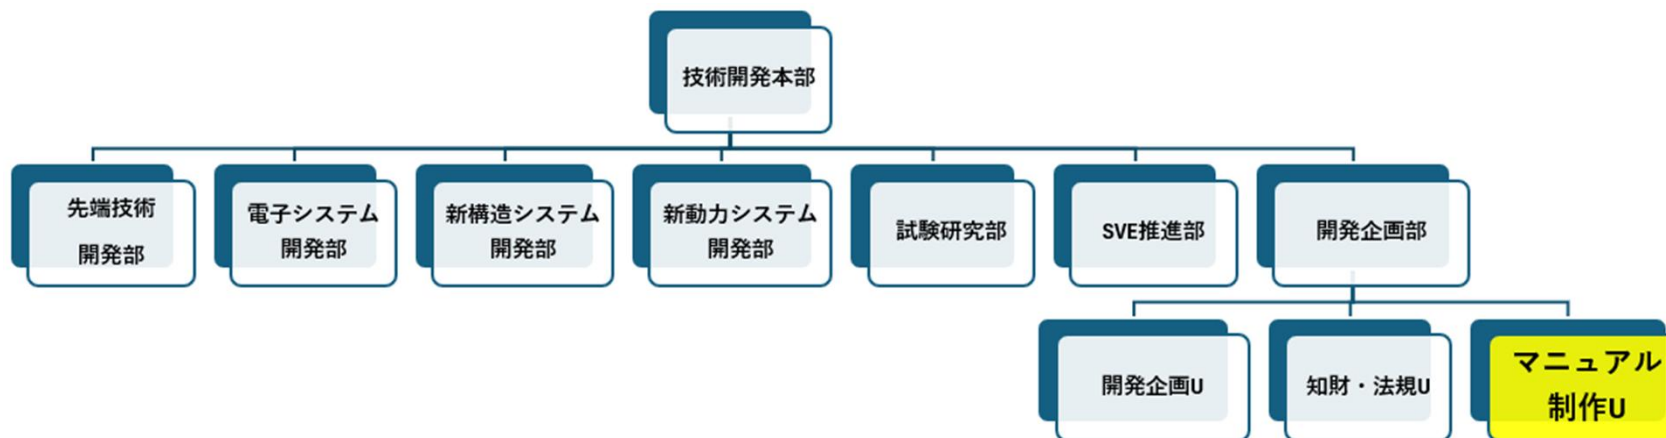 技術開発本部
先端技術
開発部
電子システム
開発部
新構造システム
開発部
新動力システム
開発部
試験研究部
SVE推進部
開発企画部
開発企画U
知財・法規U
マニュアル
制作U